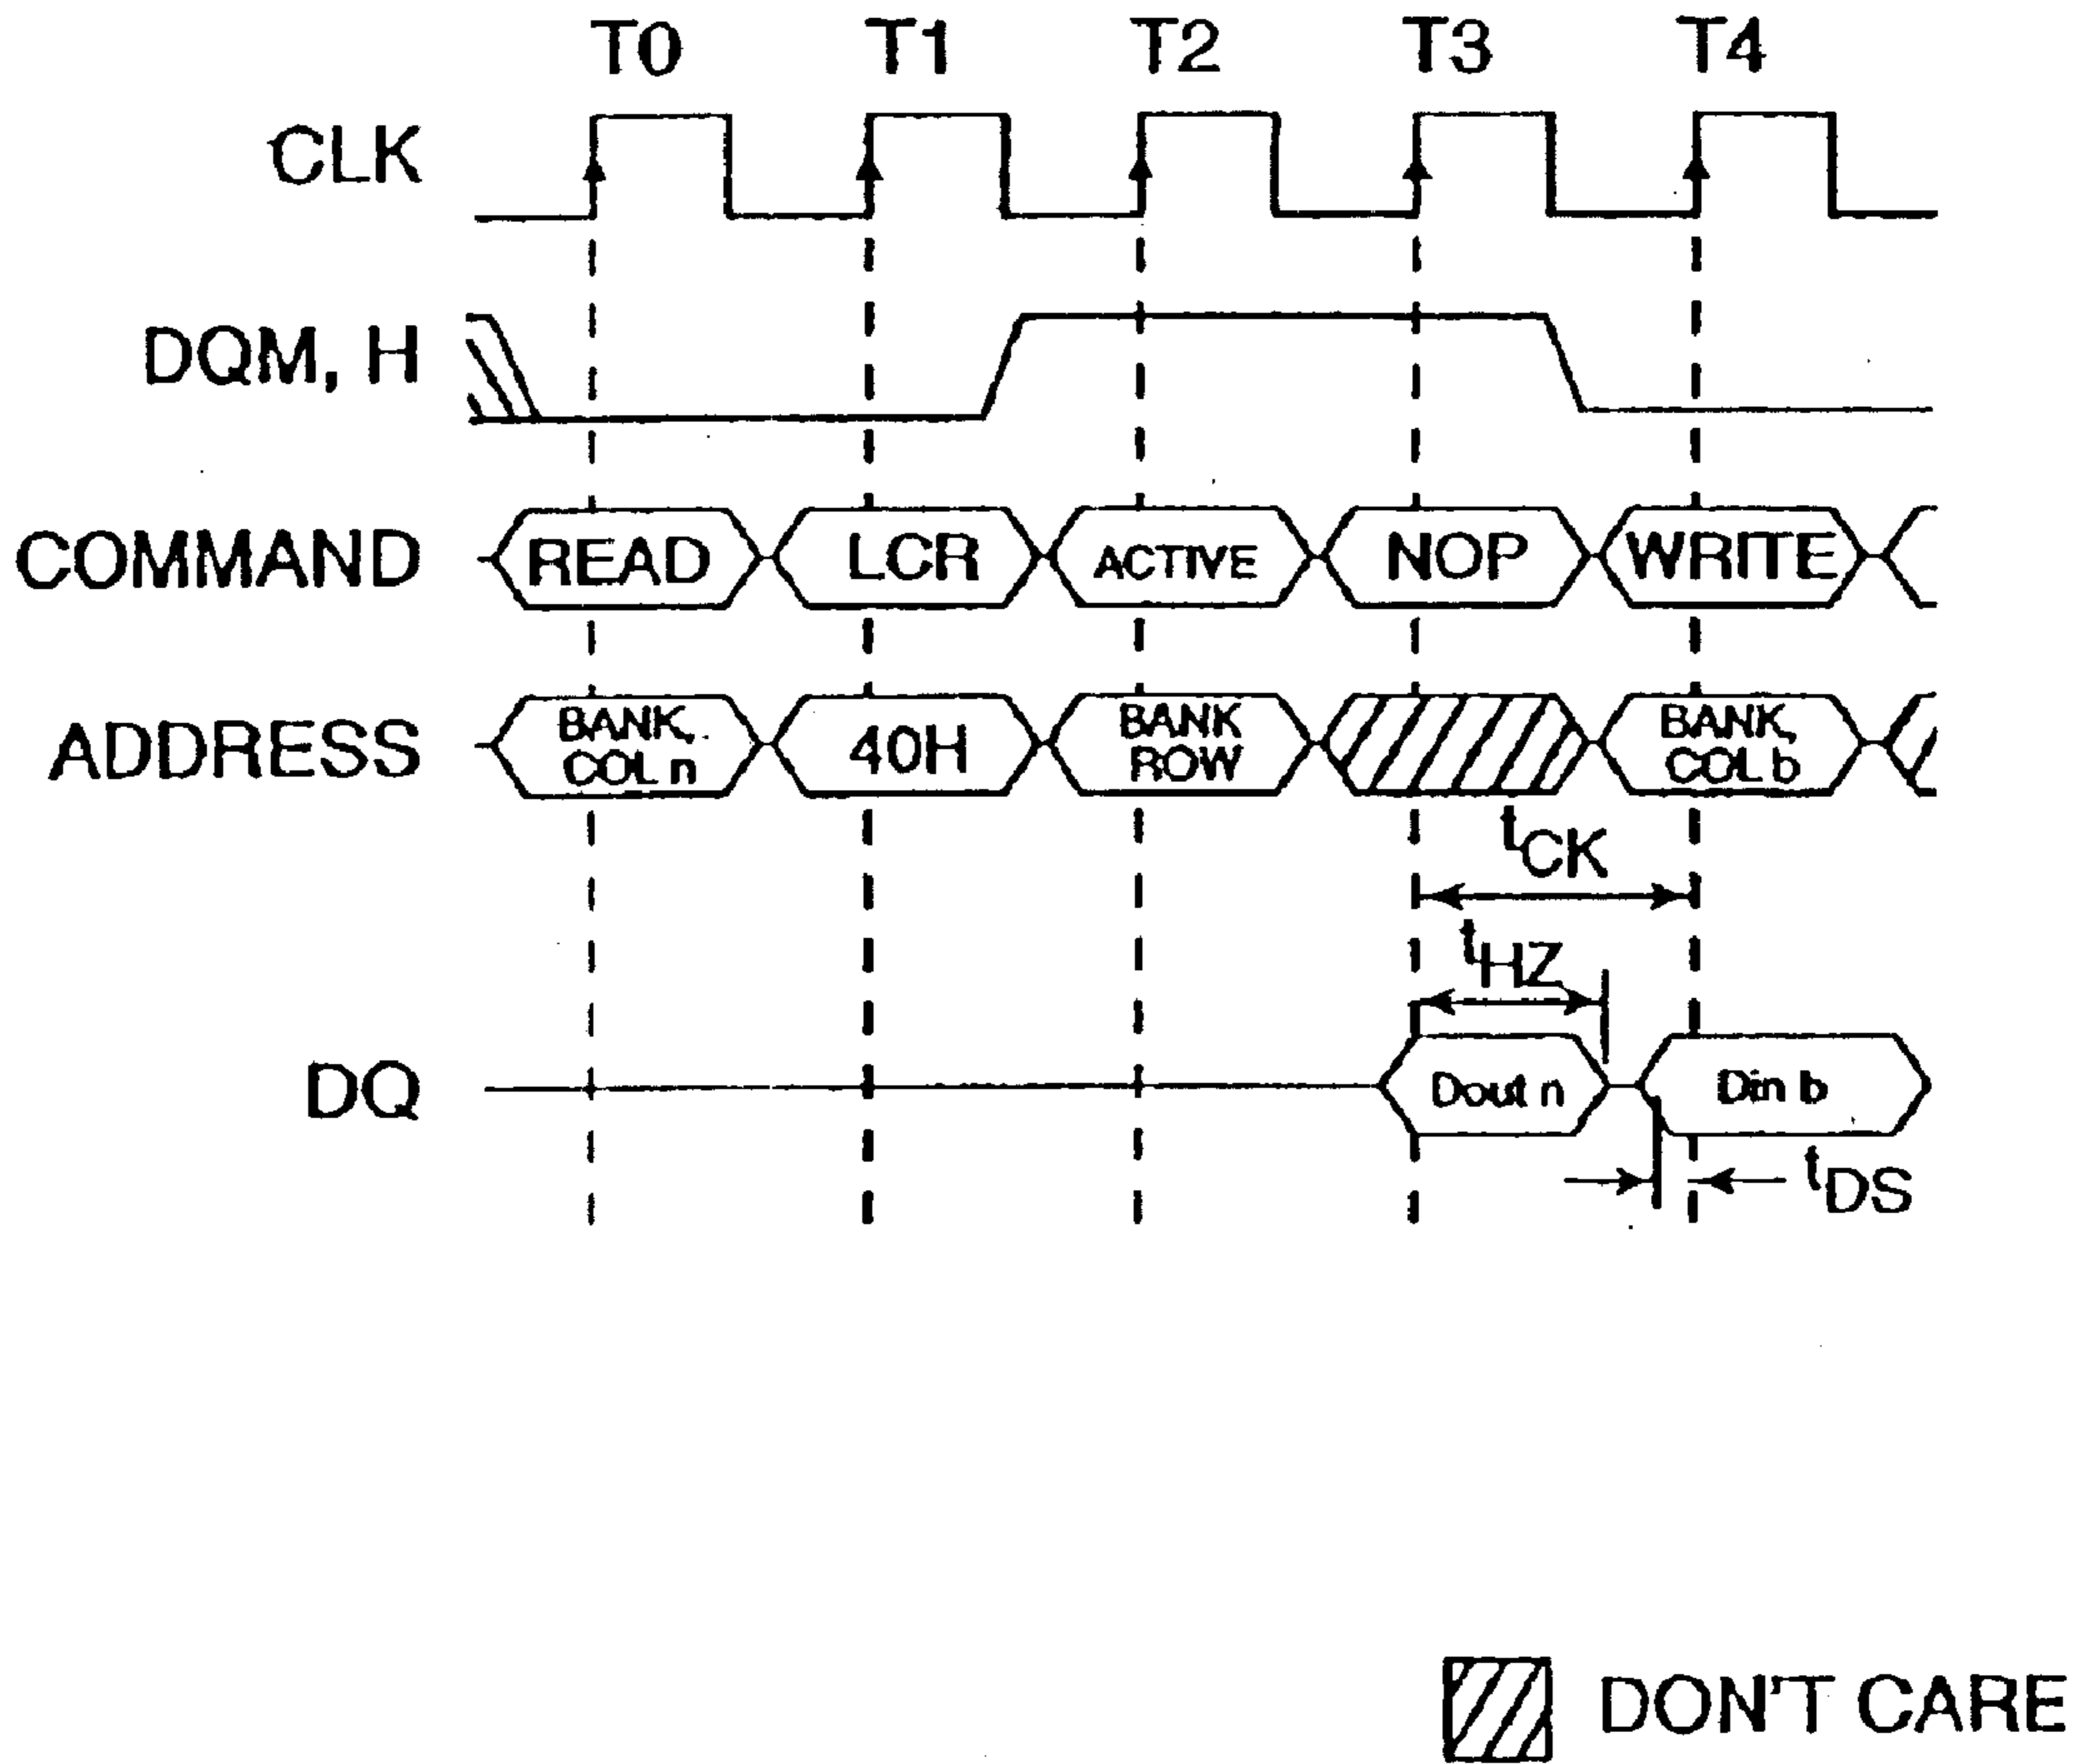 T0 T1 T2 T3 T4
CLK
DQM, H
COMMAND READ LCR ACTIVE NOP WRITE
ADDRESS BANK, COL n 40H BANK ROW BANK, COL b
tCK
tHZ
DQ Dout n Din b
tDS
DON'T CARE